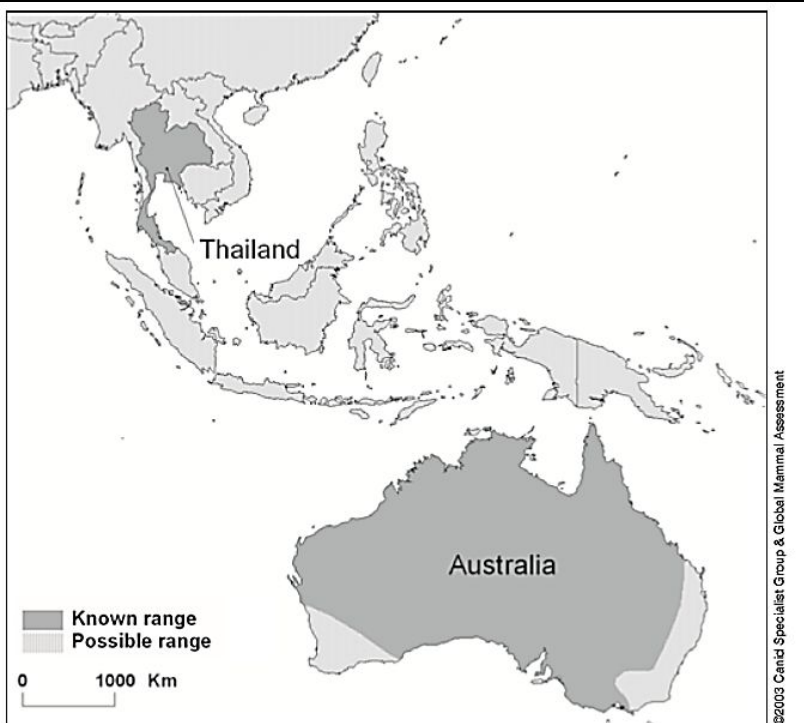 Thailand
Australia
Known range
Possible range
0 1000 Km
©2003 Canid Specialist Group & Global Mammal Assessment